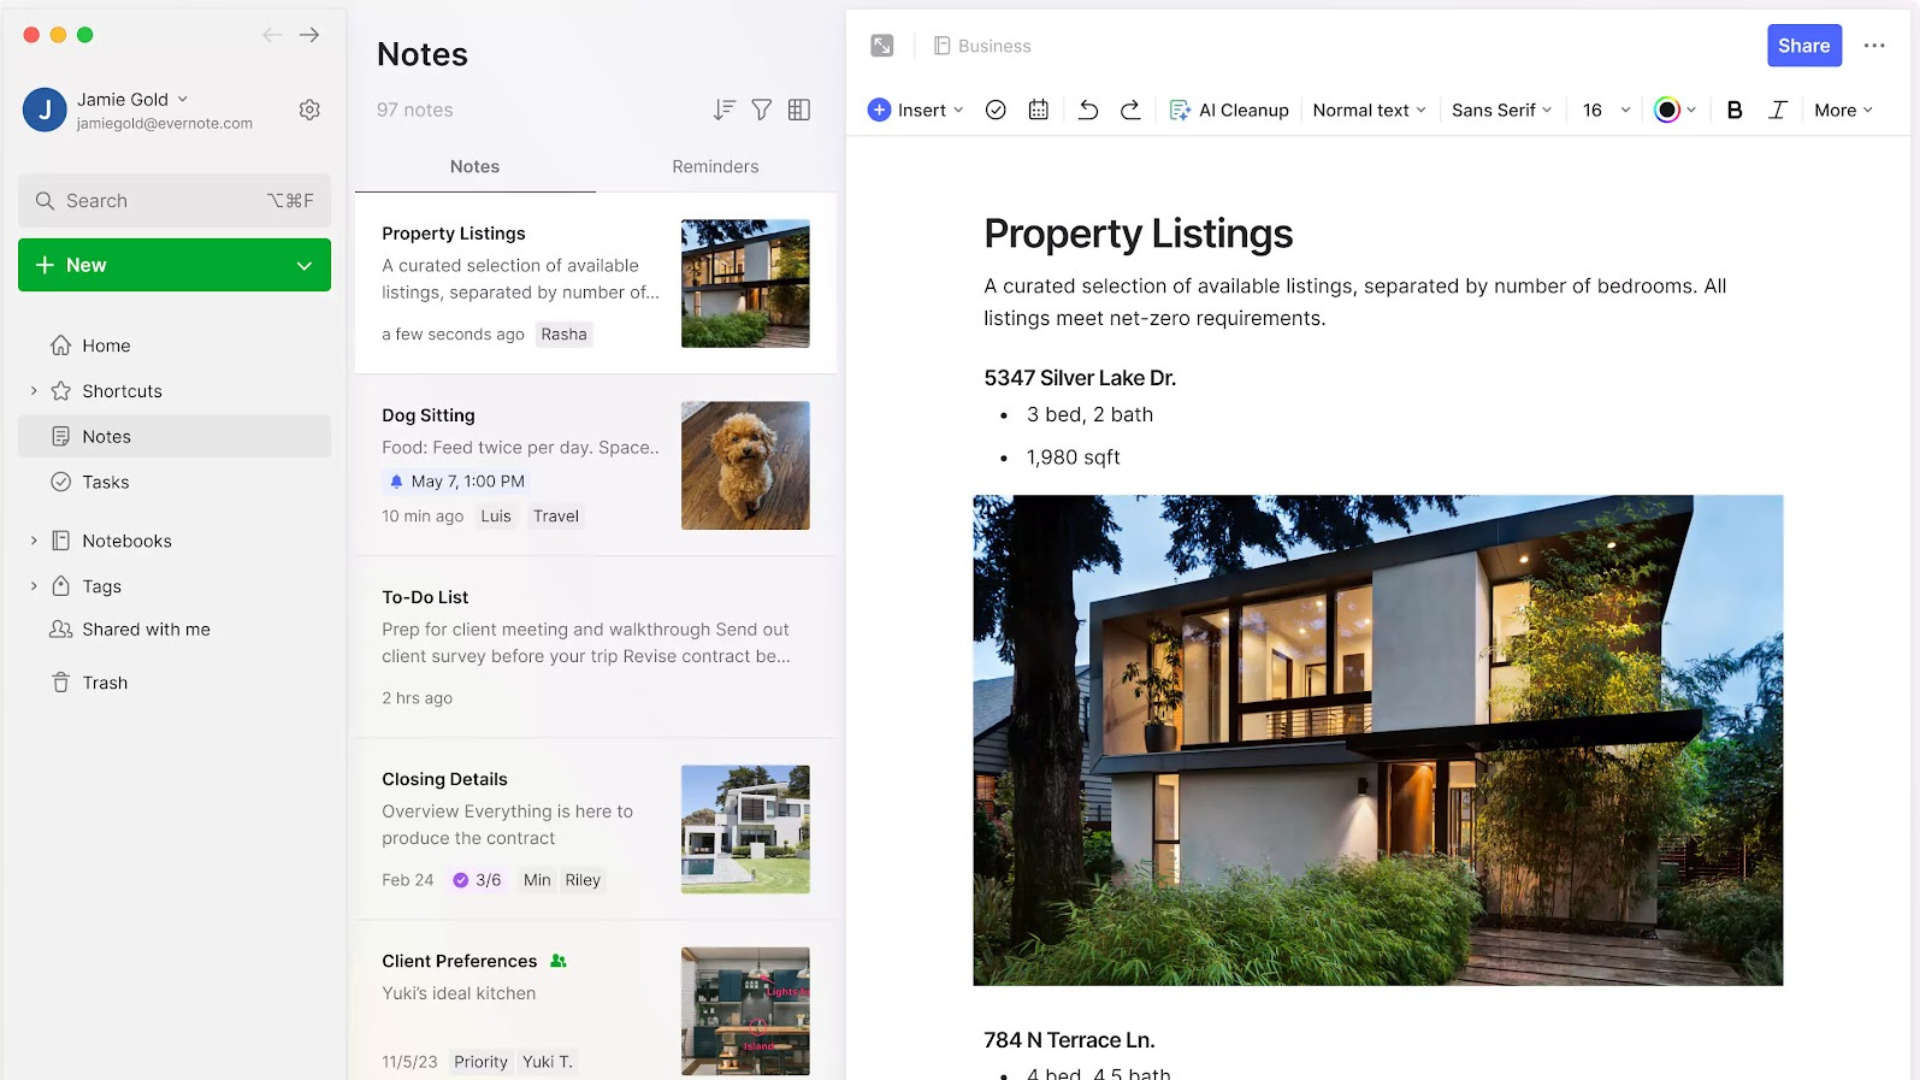 J
Jamie Gold
jamiegold@evernote.com
Search
⌥⌘F
New
Home
Shortcuts
Notes
Tasks
Notebooks
Tags
Shared with me
Trash
Notes
97 notes
Notes
Reminders
Property Listings
A curated selection of available
listings, separated by number of...
a few seconds ago Rasha
Dog Sitting
Food: Feed twice per day. Space..
May 7, 1:00 PM
10 min ago Luis Travel
To-Do List
Prep for client meeting and walkthrough Send out
client survey before your trip Revise contract be...
2 hrs ago
Closing Details
Overview Everything is here to
produce the contract
Feb 24 3/6 Min Riley
Client Preferences
Yuki’s ideal kitchen
Lights
Island
11/5/23 Priority Yuki T.
Business
Share
Insert AI Cleanup Normal text Sans Serif 16 B I More
Property Listings
A curated selection of available listings, separated by number of bedrooms. All
listings meet net-zero requirements.
5347 Silver Lake Dr.
• 3 bed, 2 bath
• 1,980 sqft
784 N Terrace Ln.
• 4 bed, 4.5 bath